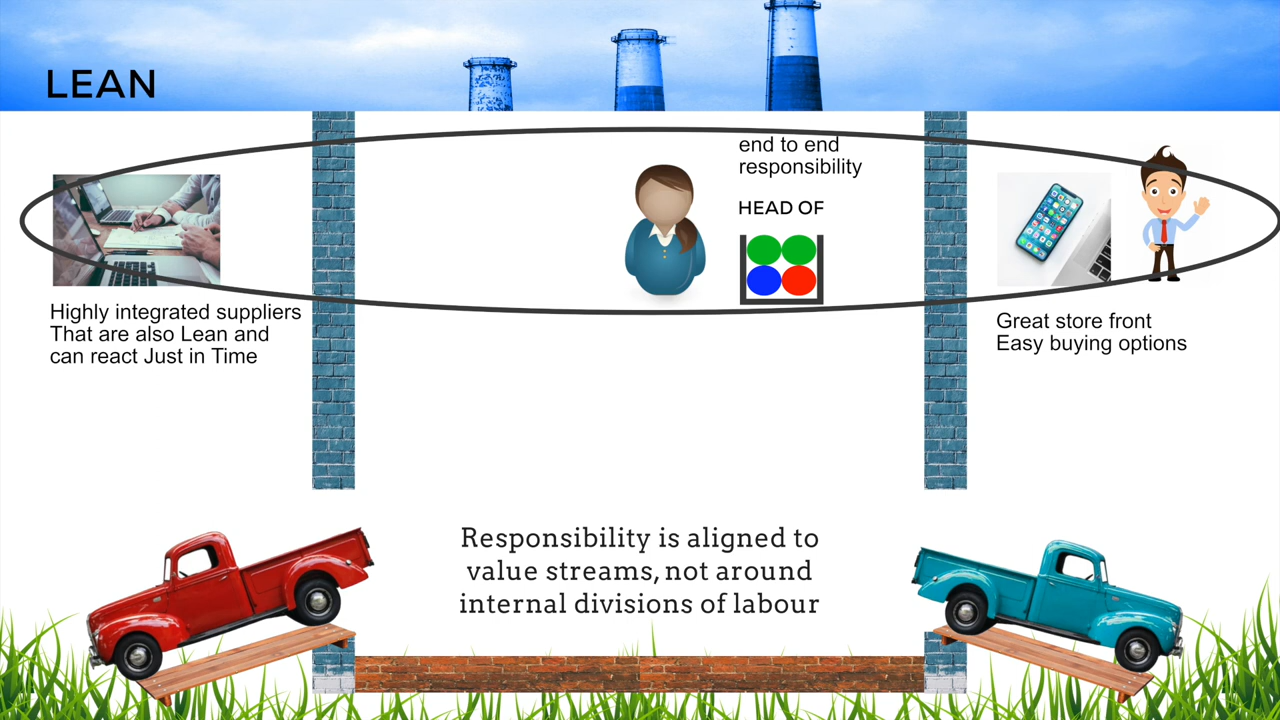 LEAN
end to end
responsibility
HEAD OF
Highly integrated suppliers
That are also Lean and
can react Just in Time
Great store front
Easy buying options
Responsibility is aligned to
value streams, not around
internal divisions of labour